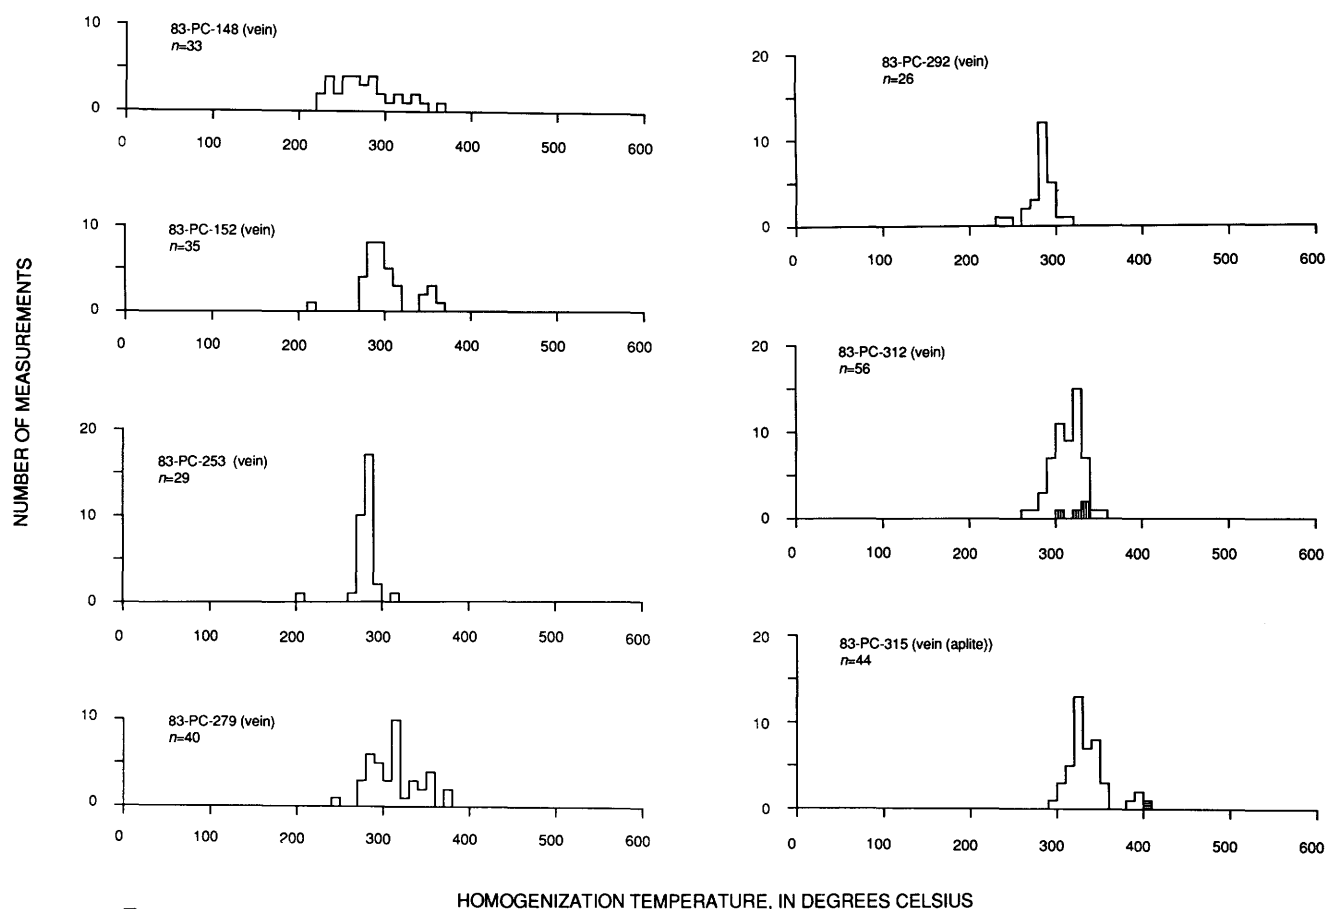 NUMBER OF MEASUREMENTS
83-PC-148 (vein)
n=33
10
0
0 100 200 300 400 500 600
83-PC-152 (vein)
n=35
10
0
0 100 200 300 400 500 600
83-PC-253 (vein)
n=29
20
10
0
0 100 200 300 400 500 600
83-PC-279 (vein)
n=40
10
0
0 100 200 300 400 500 600
83-PC-292 (vein)
n=26
20
10
0
0 100 200 300 400 500 600
83-PC-312 (vein)
n=56
20
10
0
0 100 200 300 400 500 600
83-PC-315 (vein (aplite))
n=44
20
10
0
0 100 200 300 400 500 600
HOMOGENIZATION TEMPERATURE, IN DEGREES CELSIUS